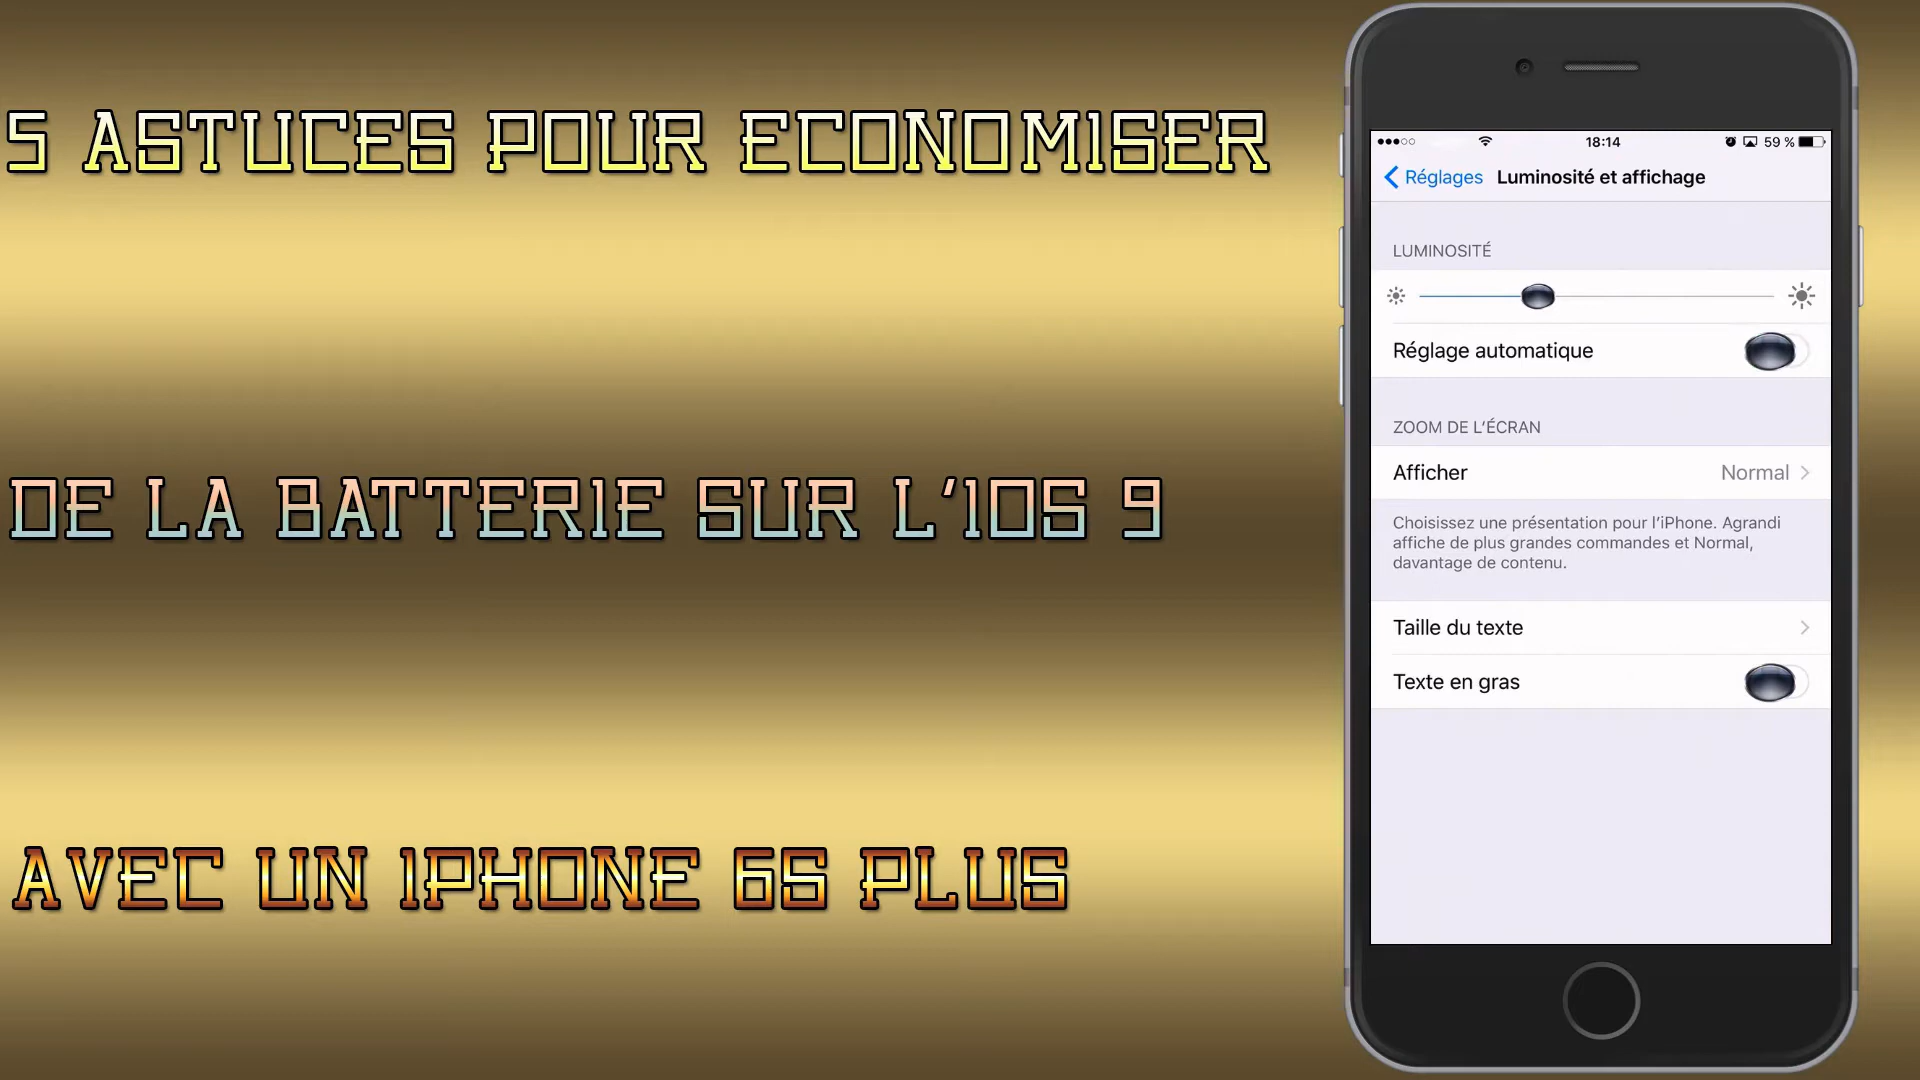 5 ASTUCES POUR ECONOMISER
DE LA BATTERIE SUR L'IOS 9
AVEC UN IPHONE 6S PLUS
18:14
59 %
Réglages
Luminosité et affichage
LUMINOSITÉ
Réglage automatique
ZOOM DE L'ÉCRAN
Afficher
Normal
Choisissez une présentation pour l'iPhone. Agrandi
affiche de plus grandes commandes et Normal,
davantage de contenu.
Taille du texte
Texte en gras